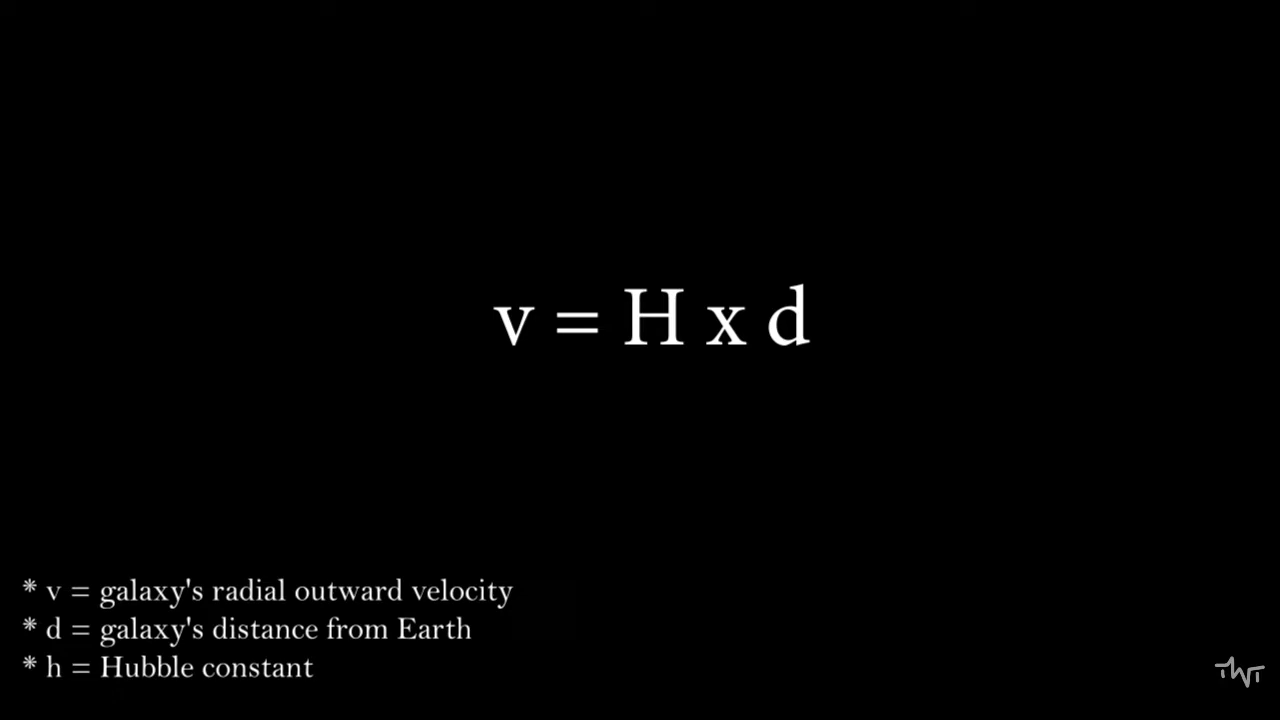 v = H x d
* v = galaxy's radial outward velocity
* d = galaxy's distance from Earth
* h = Hubble constant